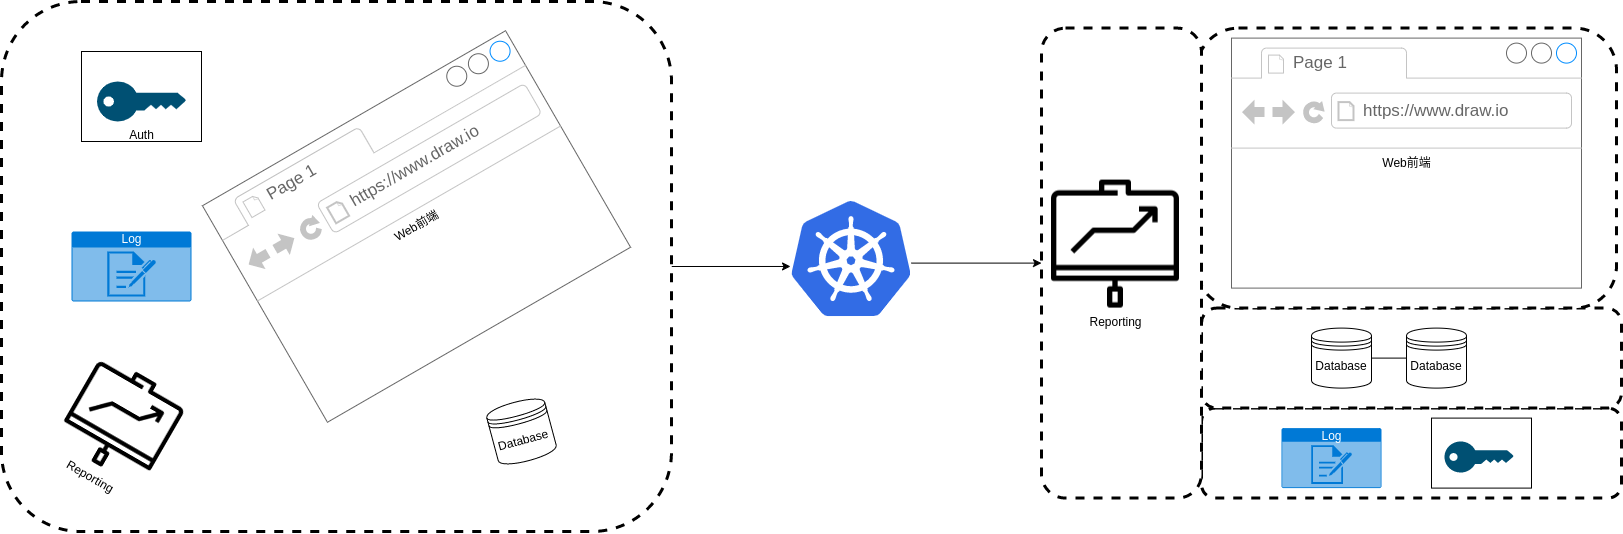 Auth
Log
Page 1
https://www.draw.io
Web前端
Reporting
Database
Reporting
Page 1
https://www.draw.io
Web前端
Database
Database
Log